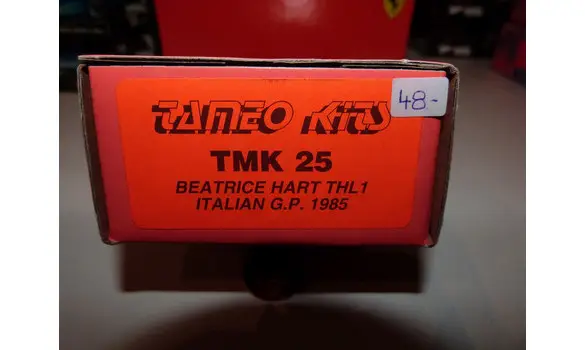 TAMEO KITS
48.-
TMK 25
BEATRICE HART THL1
ITALIAN G.P. 1985